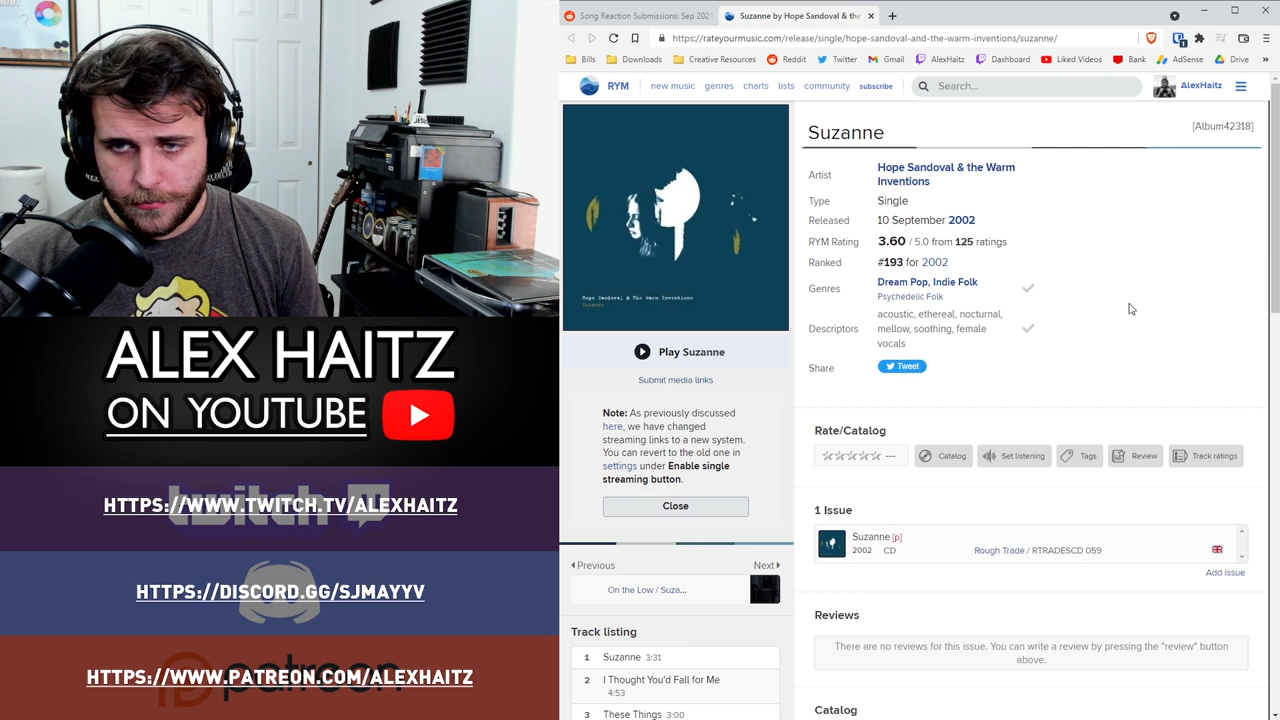 Song Reaction Submissions: Sep 2021
Suzanne by Hope Sandoval & the
https://rateyourmusic.com/release/single/hope-sandoval-and-the-warm-inventions/suzanne/
Bills
Downloads
Creative Resources
Reddit
Twitter
Gmail
AlexHaitz
Dashboard
Liked Videos
Bank
AdSense
Drive
»
RYM
new music
genres
charts
lists
community
subscribe
Search...
AlexHaitz
Suzanne
[Album42318]
Artist
Hope Sandoval & the Warm
Inventions
Type
Single
Released
10 September 2002
RYM Rating
3.60 / 5.0 from 125 ratings
Ranked
#193 for 2002
Genres
Dream Pop, Indie Folk
Psychedelic Folk
Descriptors
acoustic, ethereal, nocturnal,
mellow, soothing, female
vocals
Share
Tweet
Hope Sandoval & The Warm Inventions
Suzanne
Play Suzanne
Submit media links
Note: As previously discussed
here, we have changed
streaming links to a new system.
You can revert to the old one in
settings under Enable single
streaming button.
Close
Previous
Next
On the Low / Suza...
Track listing
1 Suzanne 3:31
2 I Thought You'd Fall for Me
4:53
3 These Things 3:00
Rate/Catalog
---
Catalog
Set listening
Tags
Review
Track ratings
1 Issue
Suzanne [p]
2002 CD
Rough Trade / RTRADESCD 059
Add issue
Reviews
There are no reviews for this issue. You can write a review by pressing the "review" button
above.
Catalog
ALEX HAITZ
ON YOUTUBE
twitch
HTTPS://WWW.TWITCH.TV/ALEXHAITZ
HTTPS://DISCORD.GG/SJMAYYV
patreon
HTTPS://WWW.PATREON.COM/ALEXHAITZ